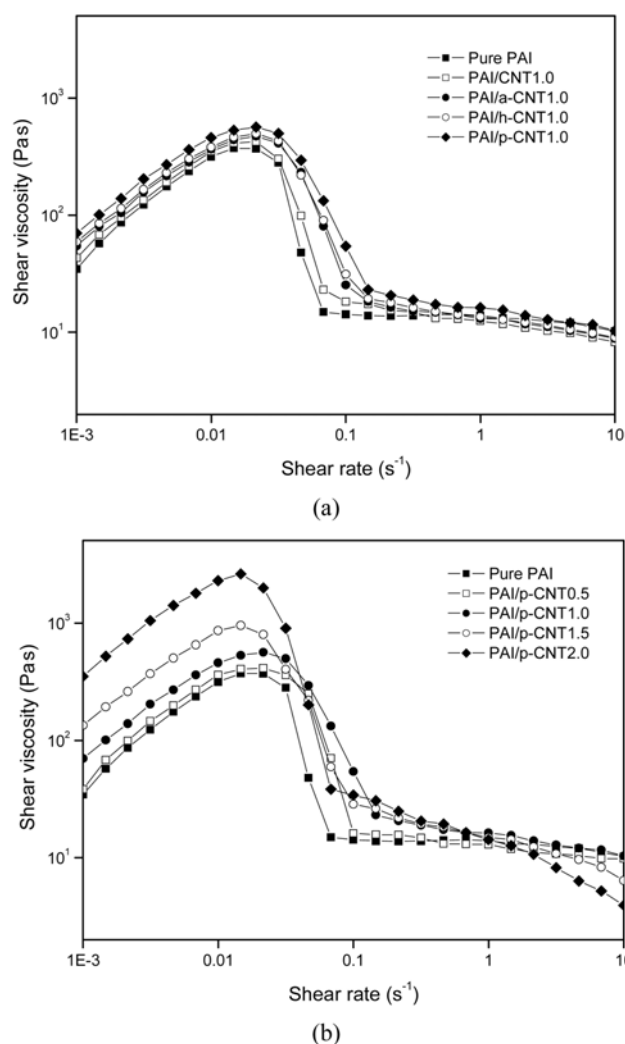 Pure PAI
PAI/CNT1.0
PAI/a-CNT1.0
PAI/h-CNT1.0
PAI/p-CNT1.0
Shear viscosity (Pas)
10³
10²
10¹
1E-3 0.01 0.1 1 10
Shear rate (s⁻¹)
(a)
Pure PAI
PAI/p-CNT0.5
PAI/p-CNT1.0
PAI/p-CNT1.5
PAI/p-CNT2.0
Shear viscosity (Pas)
10³
10²
10¹
1E-3 0.01 0.1 1 10
Shear rate (s⁻¹)
(b)